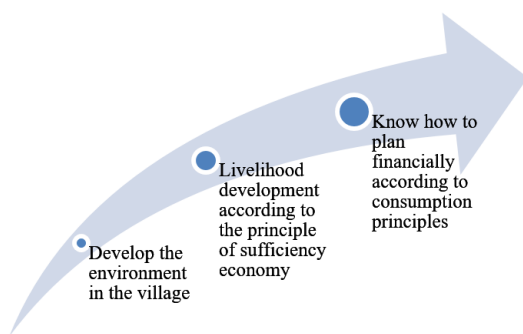 Develop the
environment
in the village
Livelihood
development
according to
the principle
of sufficiency
economy
Know how to
plan
financially
according to
consumption
principles